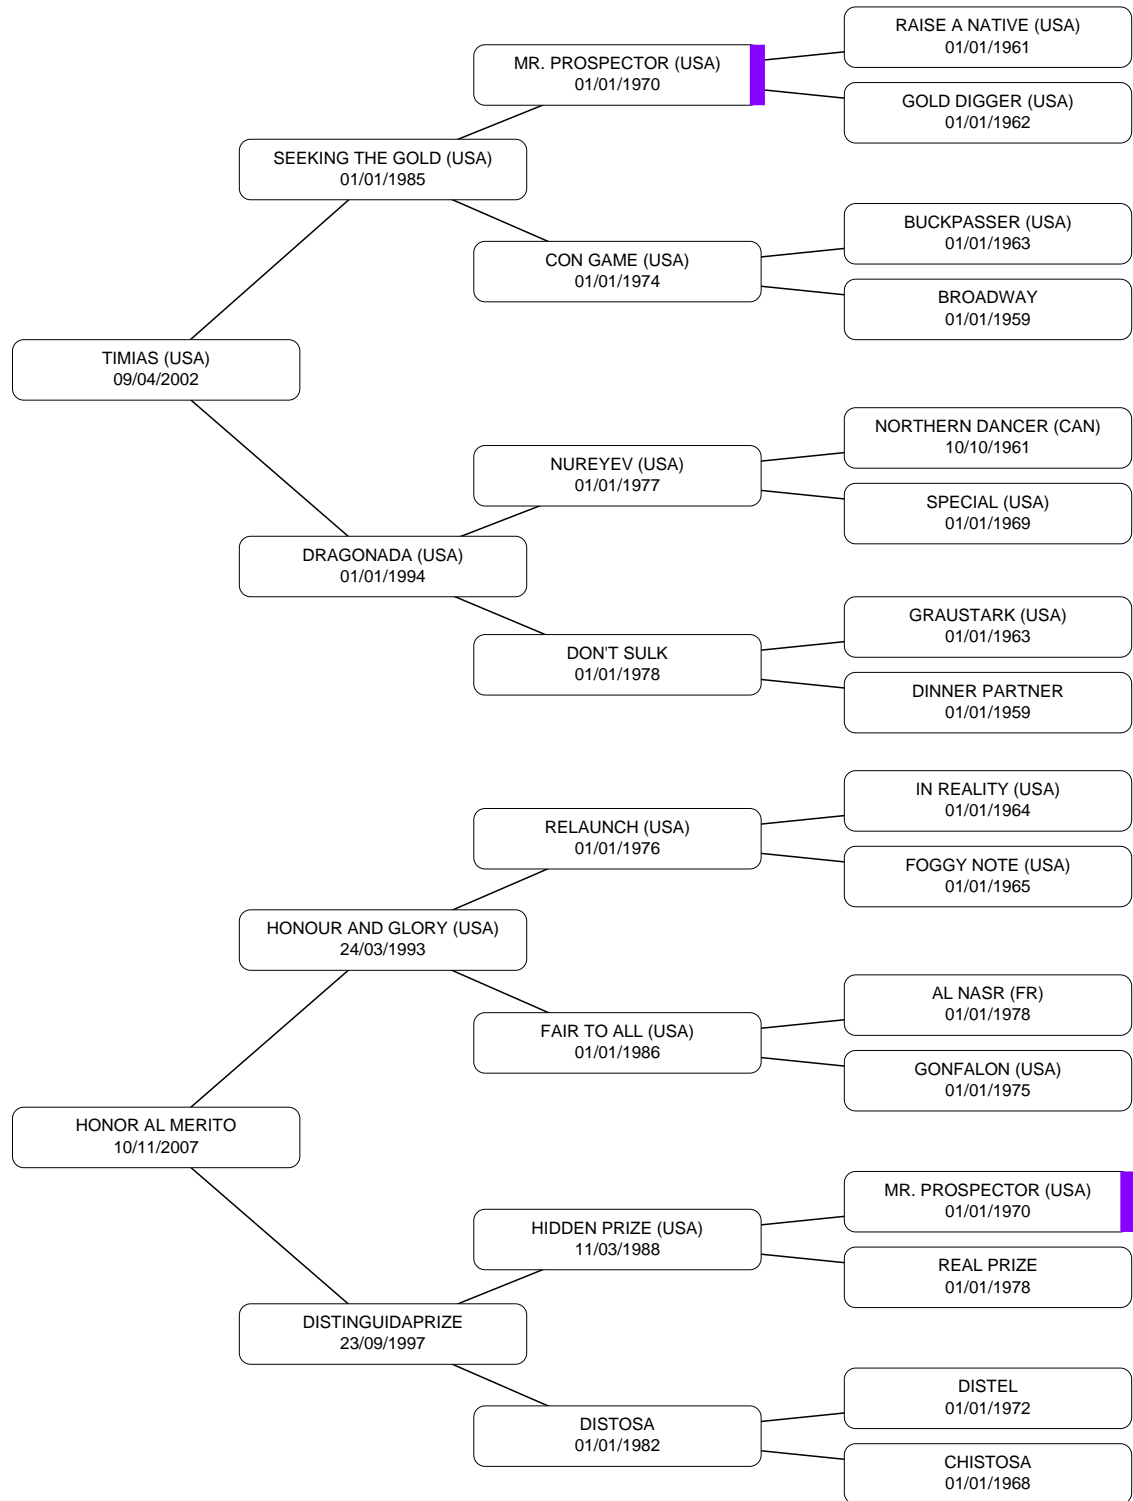 RAISE A NATIVE (USA)
01/01/1961
MR. PROSPECTOR (USA)
01/01/1970
GOLD DIGGER (USA)
01/01/1962
SEEKING THE GOLD (USA)
01/01/1985
BUCKPASSER (USA)
01/01/1963
CON GAME (USA)
01/01/1974
BROADWAY
01/01/1959
TIMIAS (USA)
09/04/2002
NORTHERN DANCER (CAN)
10/10/1961
NUREYEV (USA)
01/01/1977
SPECIAL (USA)
01/01/1969
DRAGONADA (USA)
01/01/1994
GRAUSTARK (USA)
01/01/1963
DON'T SULK
01/01/1978
DINNER PARTNER
01/01/1959
IN REALITY (USA)
01/01/1964
RELAUNCH (USA)
01/01/1976
FOGGY NOTE (USA)
01/01/1965
HONOUR AND GLORY (USA)
24/03/1993
AL NASR (FR)
01/01/1978
FAIR TO ALL (USA)
01/01/1986
GONFALON (USA)
01/01/1975
HONOR AL MERITO
10/11/2007
MR. PROSPECTOR (USA)
01/01/1970
HIDDEN PRIZE (USA)
11/03/1988
REAL PRIZE
01/01/1978
DISTINGUIDAPRIZE
23/09/1997
DISTEL
01/01/1972
DISTOSA
01/01/1982
CHISTOSA
01/01/1968